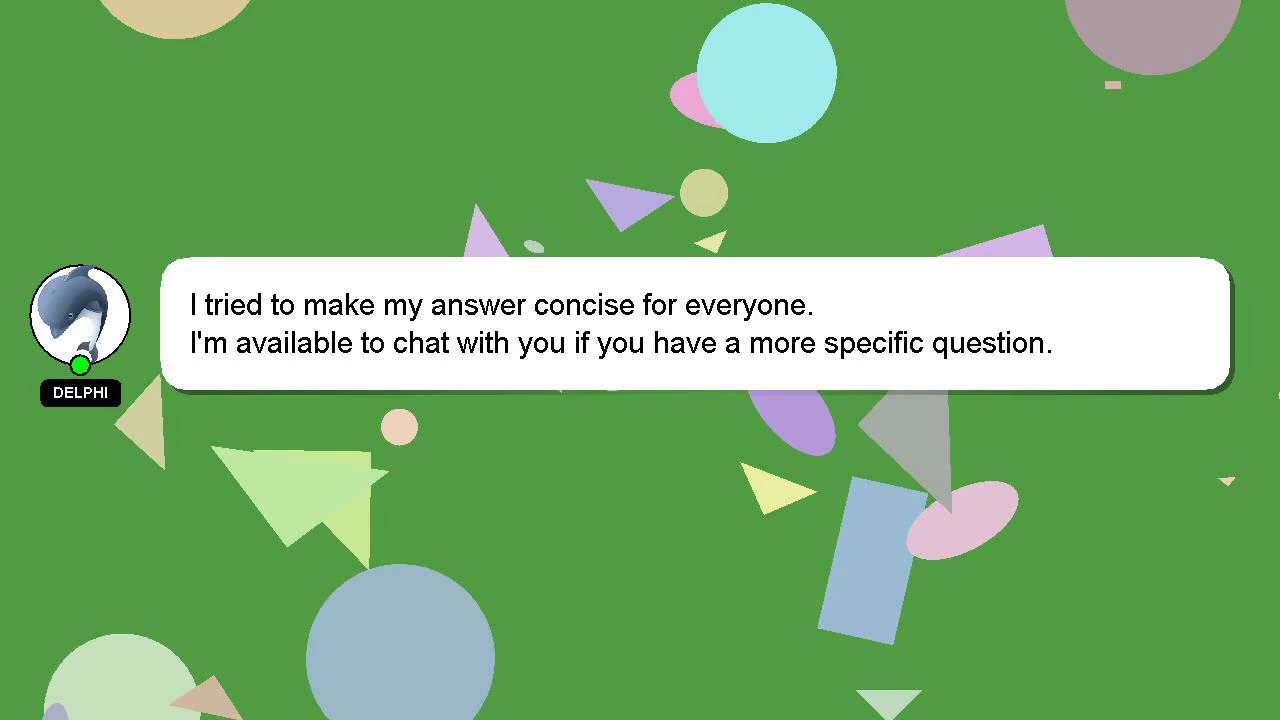 I tried to make my answer concise for everyone.
I'm available to chat with you if you have a more specific question.
DELPHI